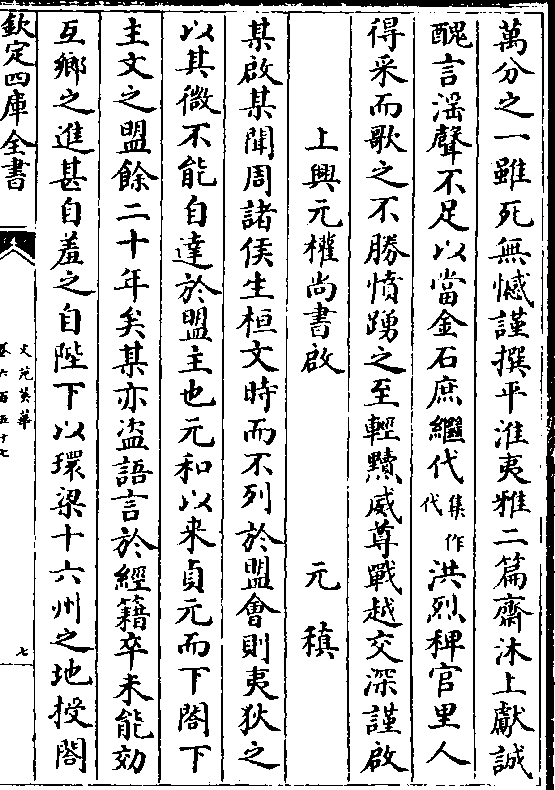 萬分之一雖死無憾謹撰平淮夷雅二篇齋沐上獻誠
醜言淫聲不足以當金石庶繼代集作代洪烈稗官里人
得采而歌之不勝憤踴之至輕黷威尊戰越交深謹啟
上興元權尚書啟 元稹
某啟某聞周諸侯生桓文時而不列於盟會則夷狄之
以其微不能自達於盟主也元和以来貞元而下閣下
主文之盟餘二十年矣某亦盜語言於經籍卒未能効
互鄉之進甚自羞之自陛下以環梁十六州之地授閣
欽定四庫全書
文苑英華
卷六百五十七
七